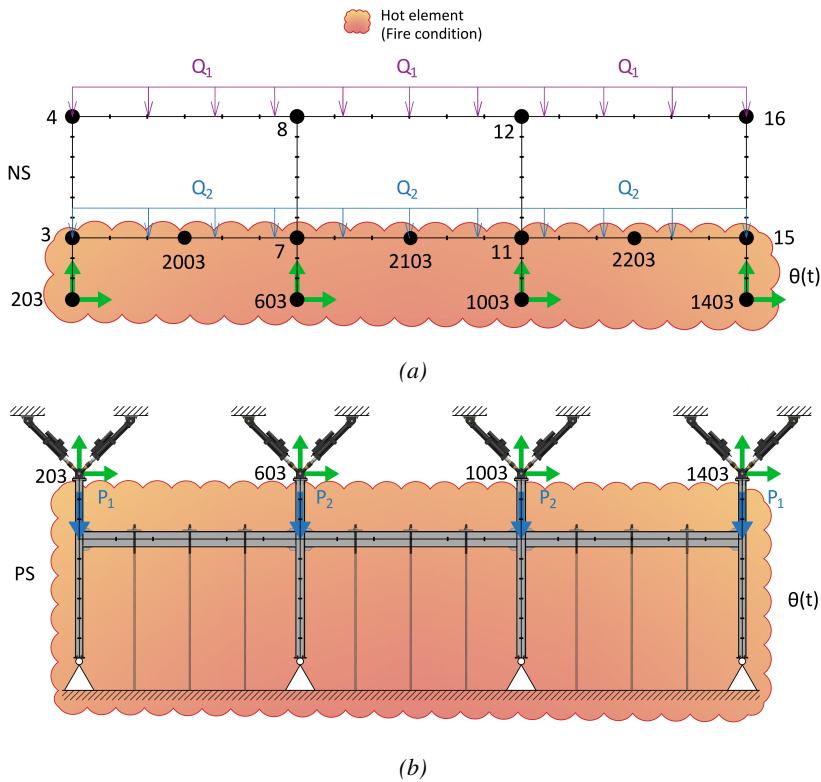 Hot element
(Fire condition)
Q1 Q1 Q1
4 8 12 16
NS
Q2 Q2 Q2
3 7 11 15
2003 2103 2203
θ(t)
203 603 1003 1403
(a)
203 603 1003 1403
P1 P2 P2 P1
PS
θ(t)
(b)